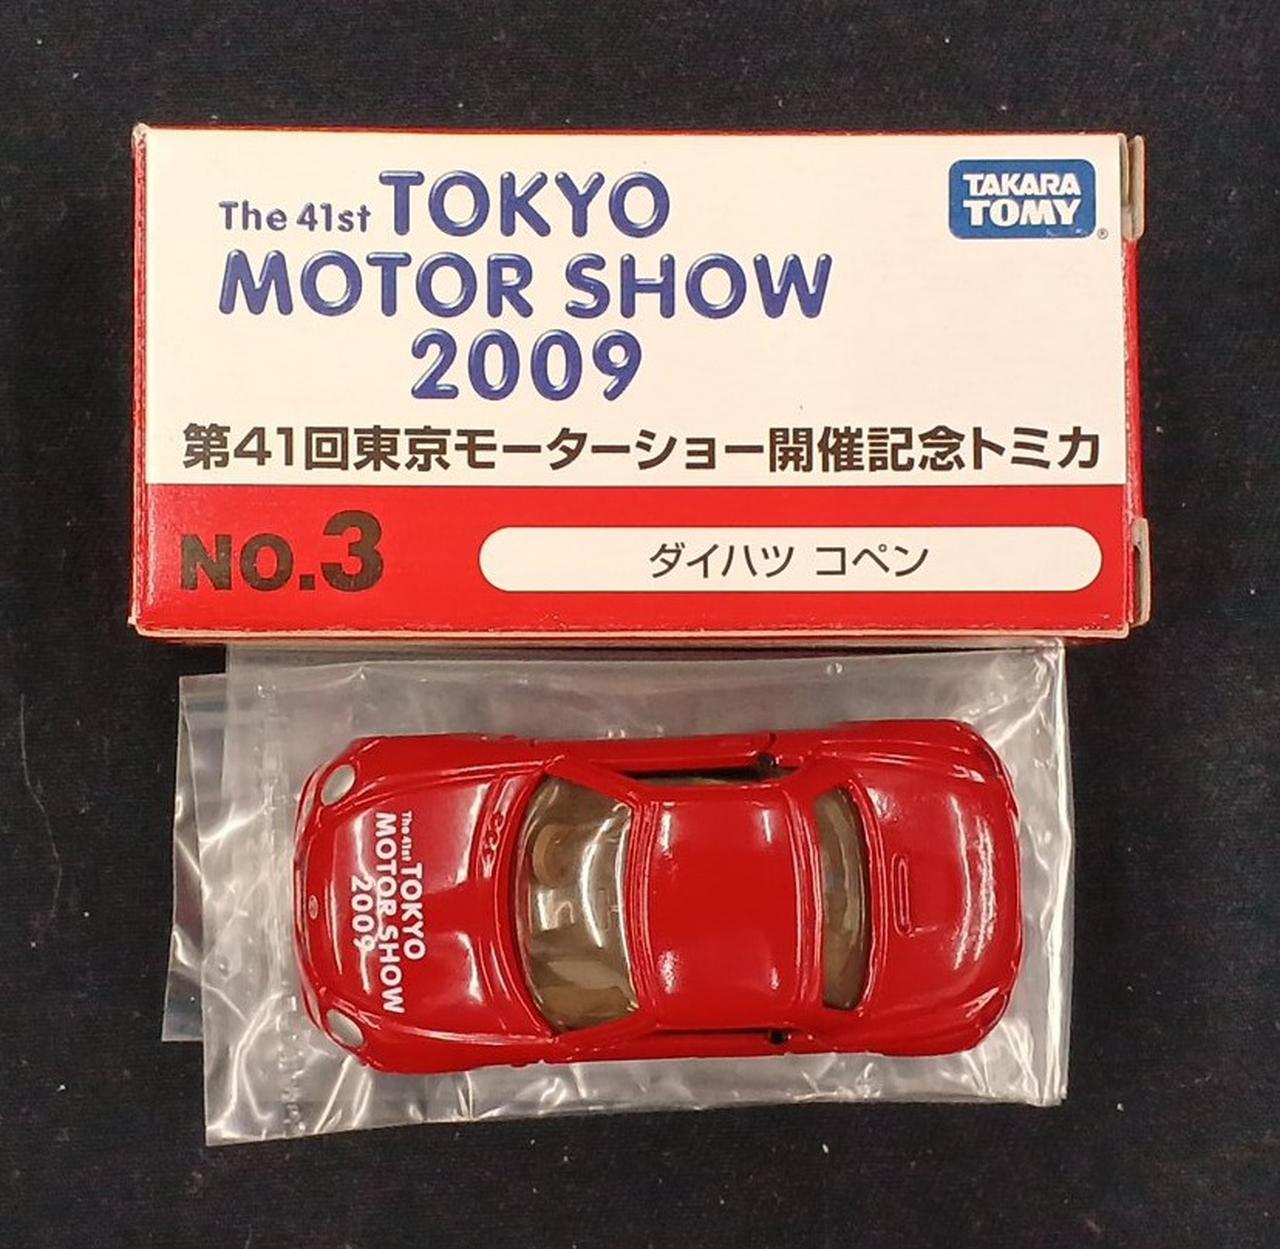 The 41st TOKYO
MOTOR SHOW
2009
TAKARA
TOMY
®
第41回東京モーターショー開催記念トミカ
NO.3
ダイハツ コペン
The 41st TOKYO
MOTOR SHOW
2009